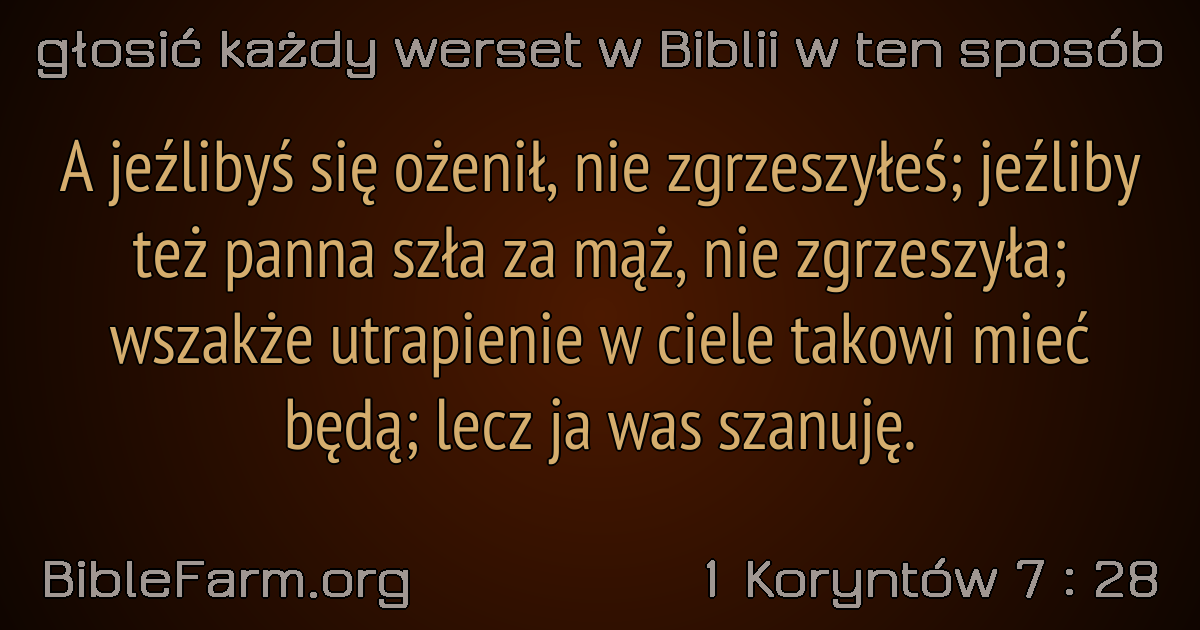 głosić każdy werset w Biblii w ten sposób
A jeźlibyś się ożenił, nie zgrzeszyłeś; jeźliby
też panna szła za mąż, nie zgrzeszyła;
wszakże utrapienie w ciele takowi mieć
będą; lecz ja was szanuję.
BibleFarm.org
1 Koryntów 7 : 28